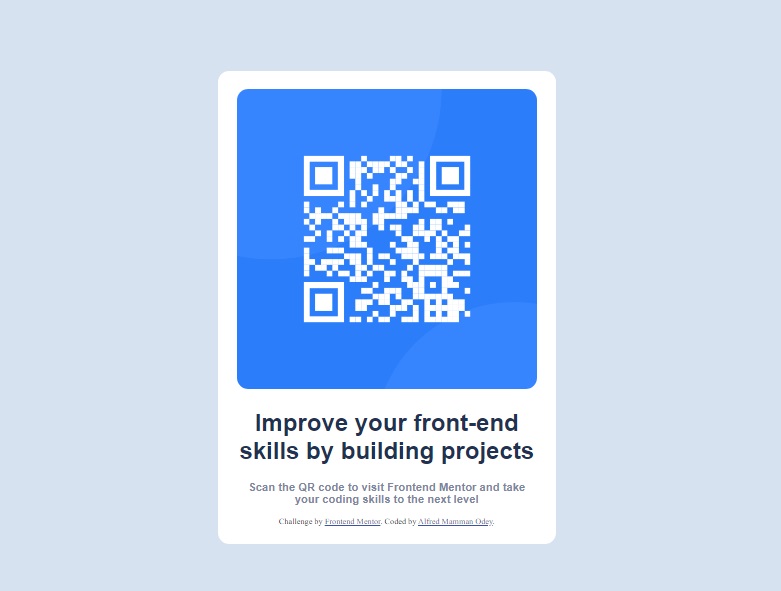 Improve your front-end
skills by building projects
Scan the QR code to visit Frontend Mentor and take
your coding skills to the next level
Challenge by Frontend Mentor. Coded by Alfred Mamman Odey.